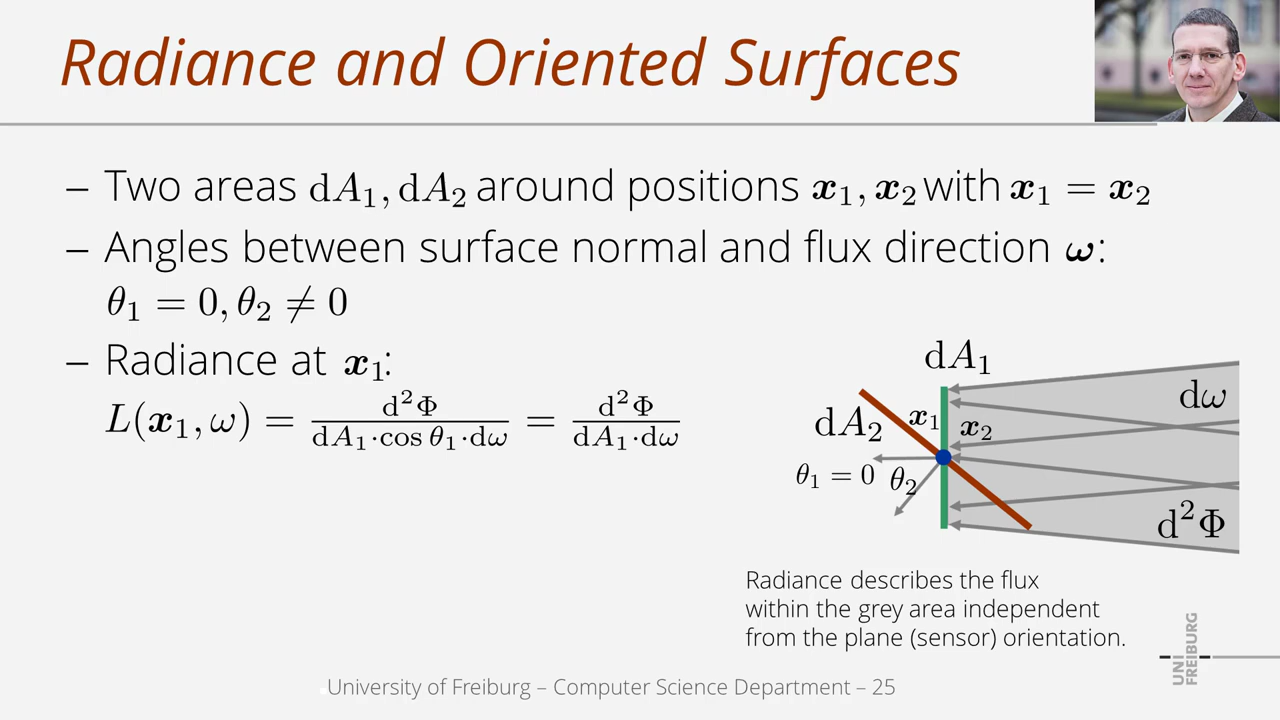 Radiance and Oriented Surfaces
– Two areas dA₁, dA₂ around positions x₁, x₂ with x₁ = x₂
– Angles between surface normal and flux direction ω:
θ₁ = 0, θ₂ ≠ 0
– Radiance at x₁:
L(x₁, ω) = d²Φ / (dA₁·cos θ₁·dω) = d²Φ / (dA₁·dω)
dA₁
dω
dA₂
x₁
x₂
θ₁ = 0
θ₂
d²Φ
Radiance describes the flux
within the grey area independent
from the plane (sensor) orientation.
UNI
FREIBURG
University of Freiburg – Computer Science Department – 25